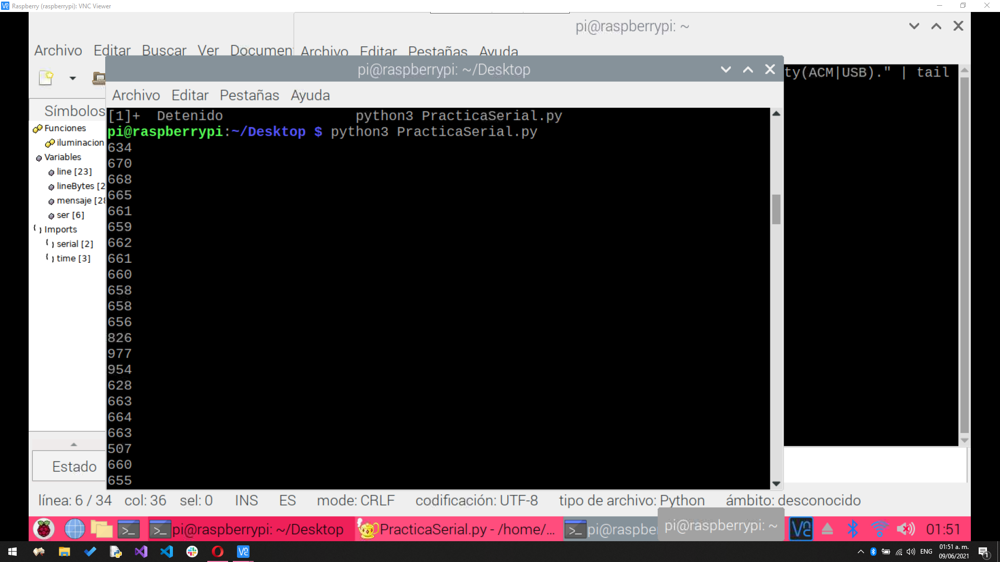 Raspberry (raspberrypi): VNC Viewer
pi@raspberrypi: ~
Archivo Editar Buscar Ver Documen
Archivo Editar Pestañas Ayuda
pi@raspberrypi: ~/Desktop
ty(ACM|USB)." | tail
Archivo Editar Pestañas Ayuda
Símbolos
Funciones
iluminacion
Variables
line [23]
lineBytes [2
mensaje [28
ser [6]
Imports
serial [2]
time [3]
[1]+ Detenido python3 PracticaSerial.py
pi@raspberrypi:~/Desktop $ python3 PracticaSerial.py
634
670
668
665
661
659
662
661
660
658
658
656
826
977
954
628
663
664
663
507
660
655
Estado
línea: 6 / 34 col: 36 sel: 0 INS ES mode: CRLF codificación: UTF-8 tipo de archivo: Python ámbito: desconocido
pi@raspberrypi: ~/Desktop
PracticaSerial.py - /home/...
pi@raspbe
pi@raspberrypi: ~
01:51
ENG
01:51 a. m.
09/06/2021
1